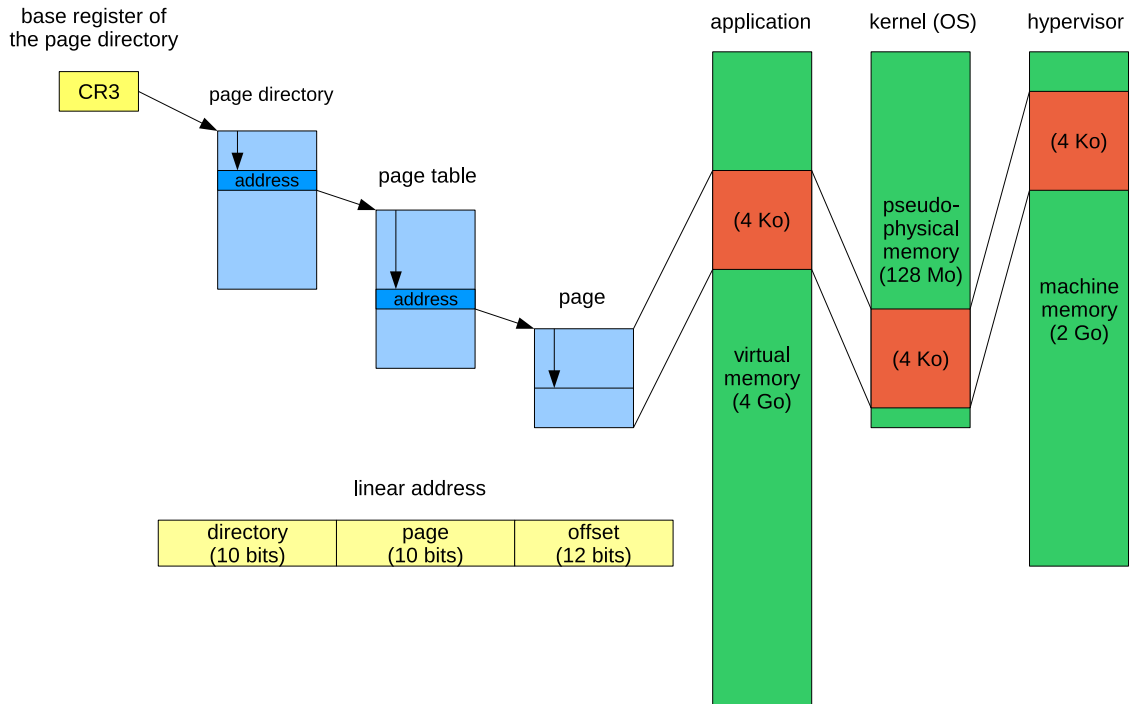 base register of
the page directory
CR3
page directory
address
page table
address
page
linear address
directory
(10 bits)
page
(10 bits)
offset
(12 bits)
application
(4 Ko)
virtual
memory
(4 Go)
kernel (OS)
pseudo-
physical
memory
(128 Mo)
(4 Ko)
hypervisor
(4 Ko)
machine
memory
(2 Go)